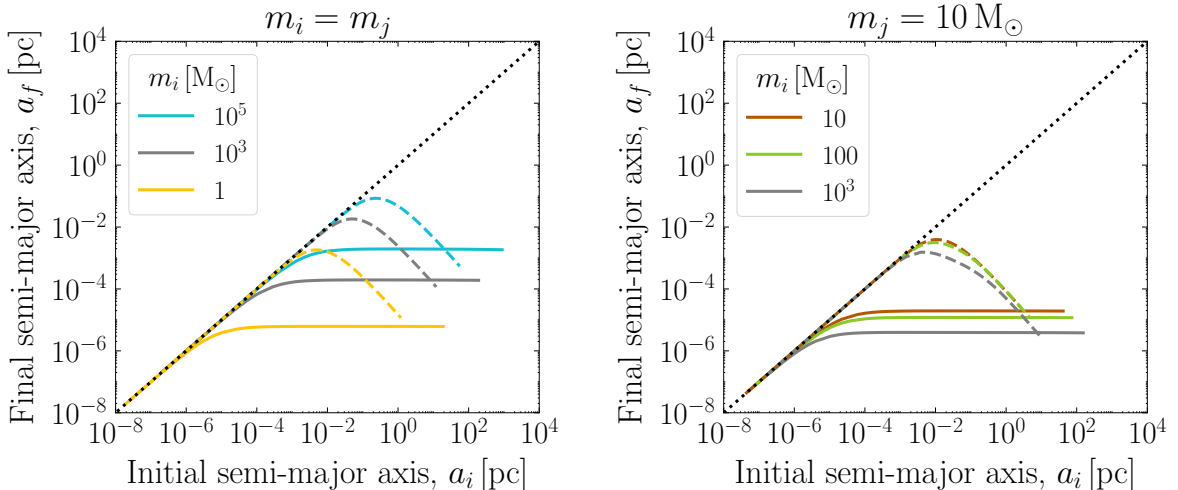 m_i = m_j
Final semi-major axis, a_f [pc]
10^4
10^2
10^0
10^{-2}
10^{-4}
10^{-6}
10^{-8}
m_i [M_⊙]
10^5
10^3
1
10^{-8} 10^{-6} 10^{-4} 10^{-2} 10^0 10^2 10^4
Initial semi-major axis, a_i [pc]
m_j = 10 M_⊙
Final semi-major axis, a_f [pc]
10^4
10^2
10^0
10^{-2}
10^{-4}
10^{-6}
10^{-8}
m_i [M_⊙]
10
100
10^3
10^{-8} 10^{-6} 10^{-4} 10^{-2} 10^0 10^2 10^4
Initial semi-major axis, a_i [pc]